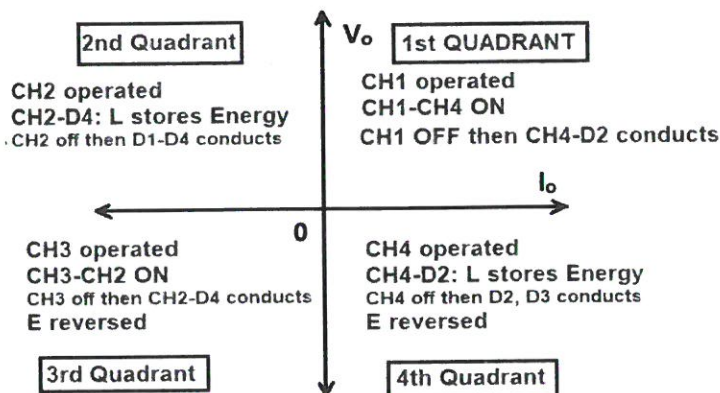 2nd Quadrant
CH2 operated
CH2-D4: L stores Energy
CH2 off then D1-D4 conducts
Vo
1st QUADRANT
CH1 operated
CH1-CH4 ON
CH1 OFF then CH4-D2 conducts
Io
0
CH3 operated
CH3-CH2 ON
CH3 off then CH2-D4 conducts
E reversed
3rd Quadrant
CH4 operated
CH4-D2: L stores Energy
CH4 off then D2, D3 conducts
E reversed
4th Quadrant